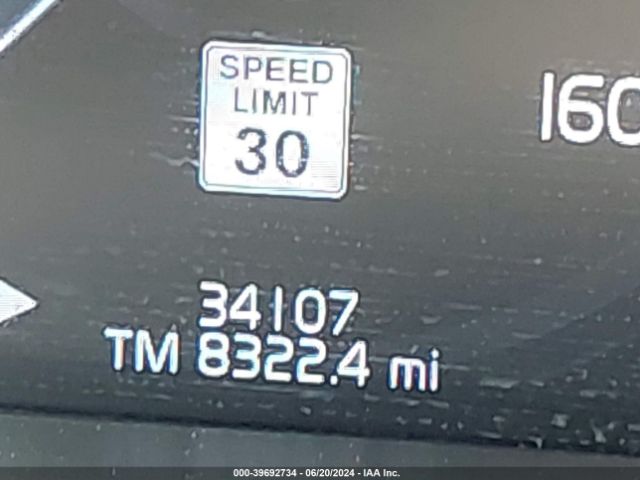 SPEED
LIMIT
30
160
34107
TM 8322.4 mi
000-39692734 - 06/20/2024 - IAA Inc.